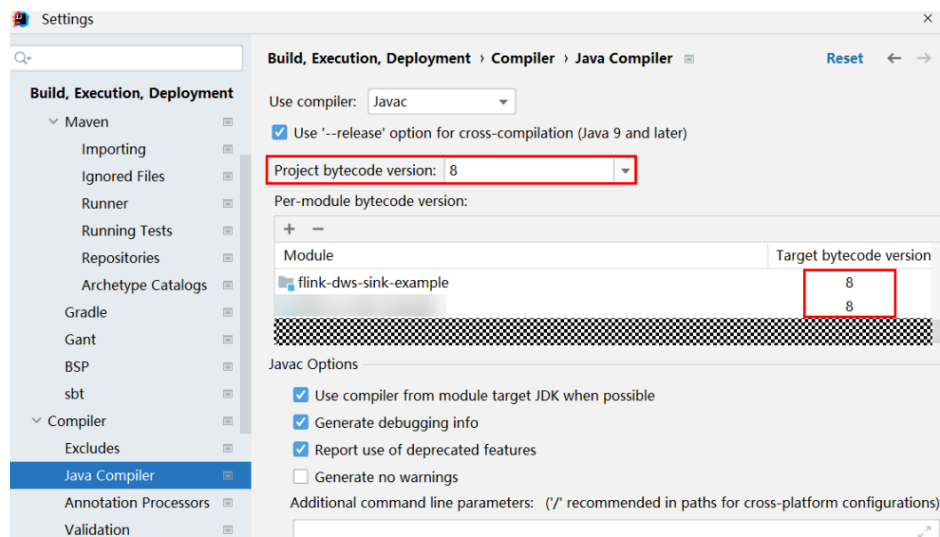 Settings
Build, Execution, Deployment
Maven
Importing
Ignored Files
Runner
Running Tests
Repositories
Archetype Catalogs
Gradle
Gant
BSP
sbt
Compiler
Excludes
Java Compiler
Annotation Processors
Validation
Build, Execution, Deployment › Compiler › Java Compiler Reset
Use compiler: Javac
Use '--release' option for cross-compilation (Java 9 and later)
Project bytecode version: 8
Per-module bytecode version:
Module Target bytecode version
flink-dws-sink-example 8
8
Javac Options
Use compiler from module target JDK when possible
Generate debugging info
Report use of deprecated features
Generate no warnings
Additional command line parameters: ('/' recommended in paths for cross-platform configurations)